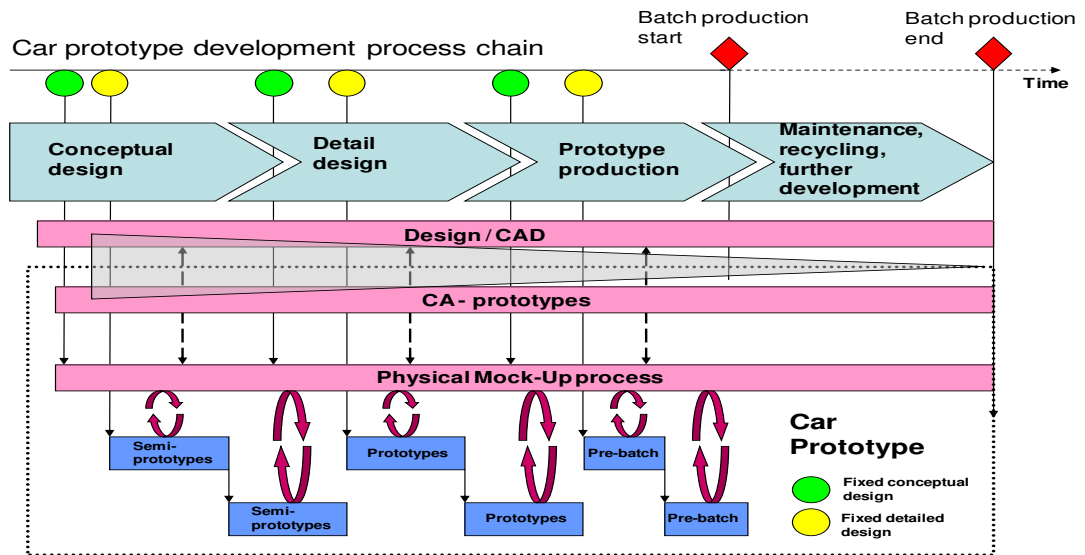 Batch production
start
Batch production
end
Car prototype development process chain
Time
Conceptual
design
Detail
design
Prototype
production
Maintenance,
recycling,
further
development
Design / CAD
CA - prototypes
Physical Mock-Up process
Semi-
prototypes
Prototypes
Pre-batch
Semi-
prototypes
Prototypes
Pre-batch
Car
Prototype
Fixed conceptual
design
Fixed detailed
design